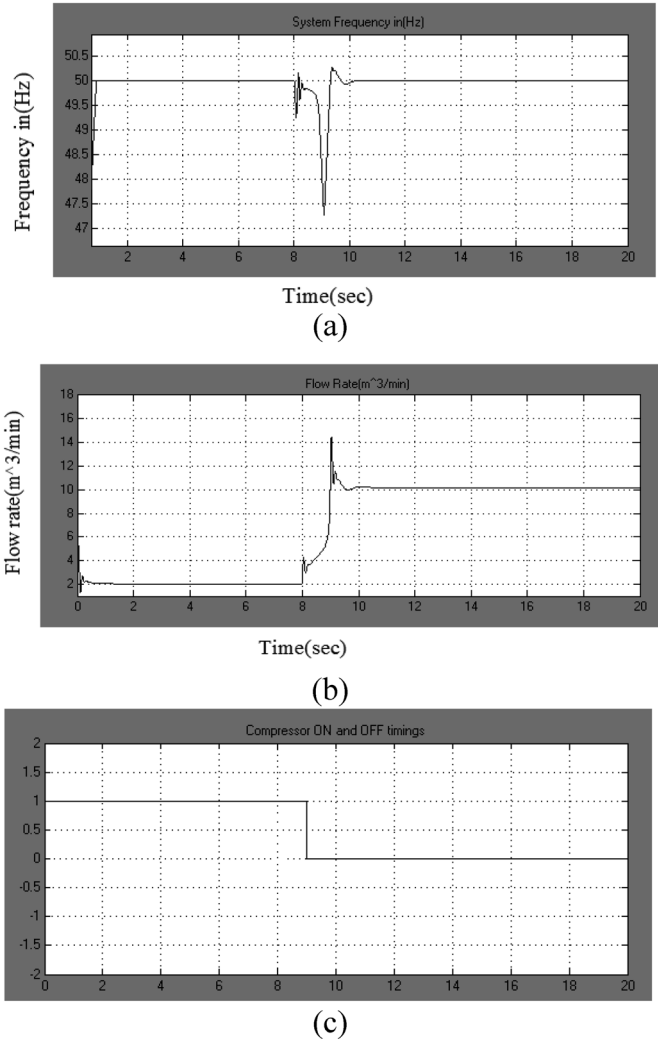 System Frequency in(Hz)
Frequency in(Hz)
50.5
50
49.5
49
48.5
48
47.5
47
2 4 6 8 10 12 14 16 18 20
Time(sec)
(a)
Flow Rate(m^3/min)
Flow rate(m^3/min)
18
16
14
12
10
8
6
4
2
0 2 4 6 8 10 12 14 16 18 20
Time(sec)
(b)
Compressor ON and OFF timings
2
1.5
1
0.5
0
-0.5
-1
-1.5
-2
0 2 4 6 8 10 12 14 16 18 20
(c)